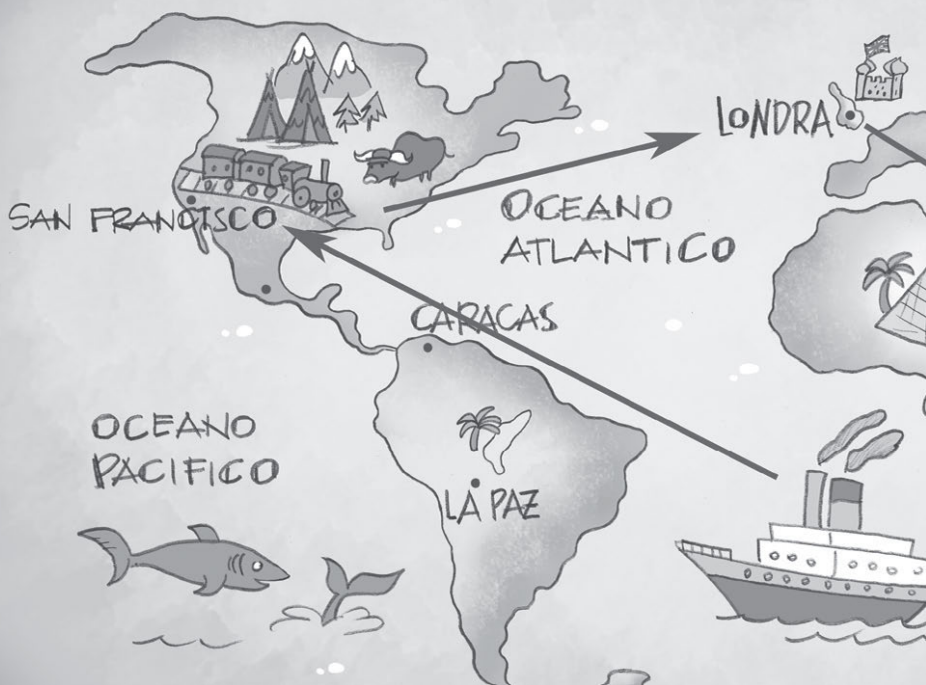 LONDRA
SAN FRANCISCO
OCEANO
ATLANTICO
CARACAS
OCEANO
PACIFICO
LA PAZ